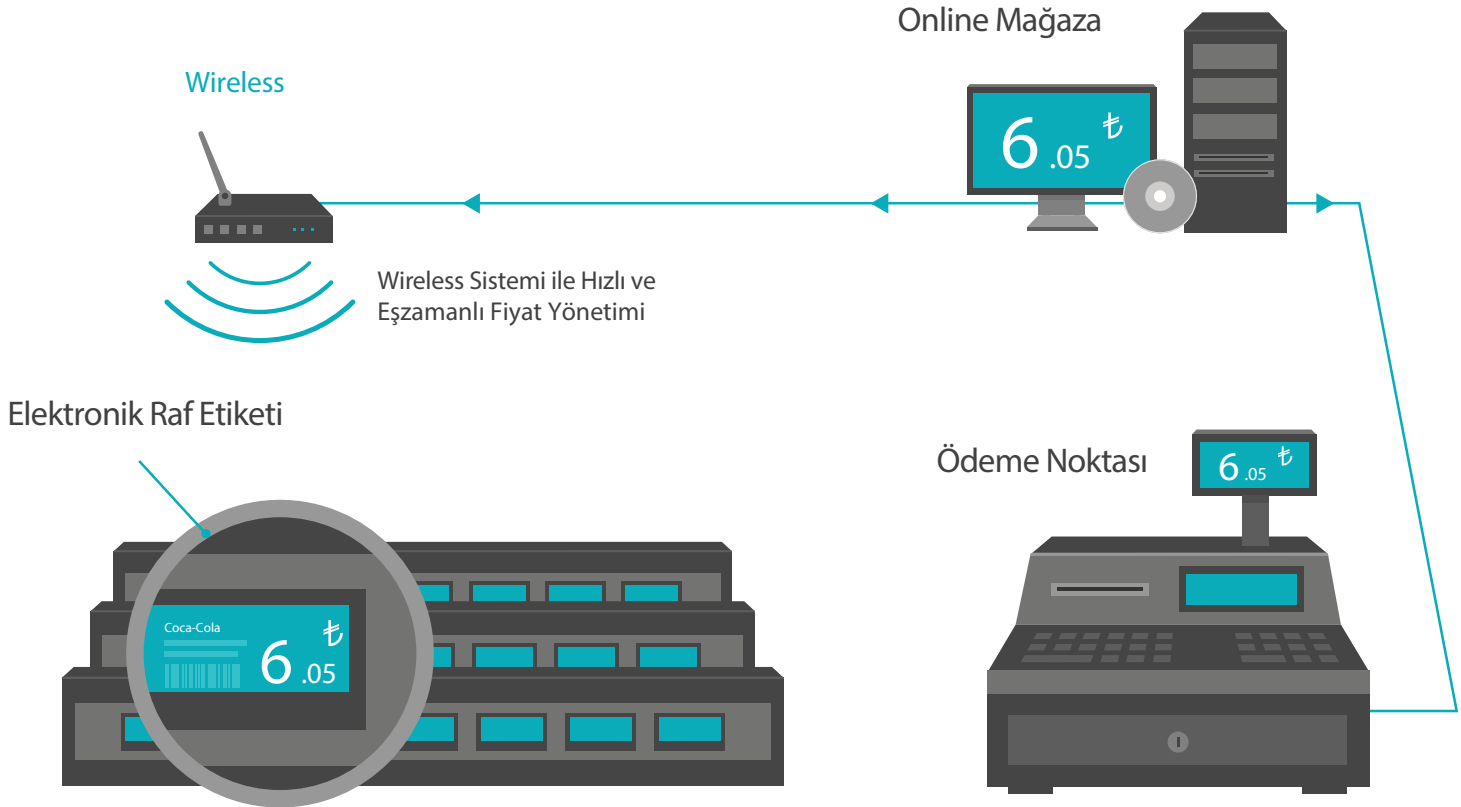 Online Mağaza
6 .05 ₺
Wireless
Wireless Sistemi ile Hızlı ve
Eşzamanlı Fiyat Yönetimi
Elektronik Raf Etiketi
Coca-Cola
6 .05 ₺
Ödeme Noktası
6 .05 ₺